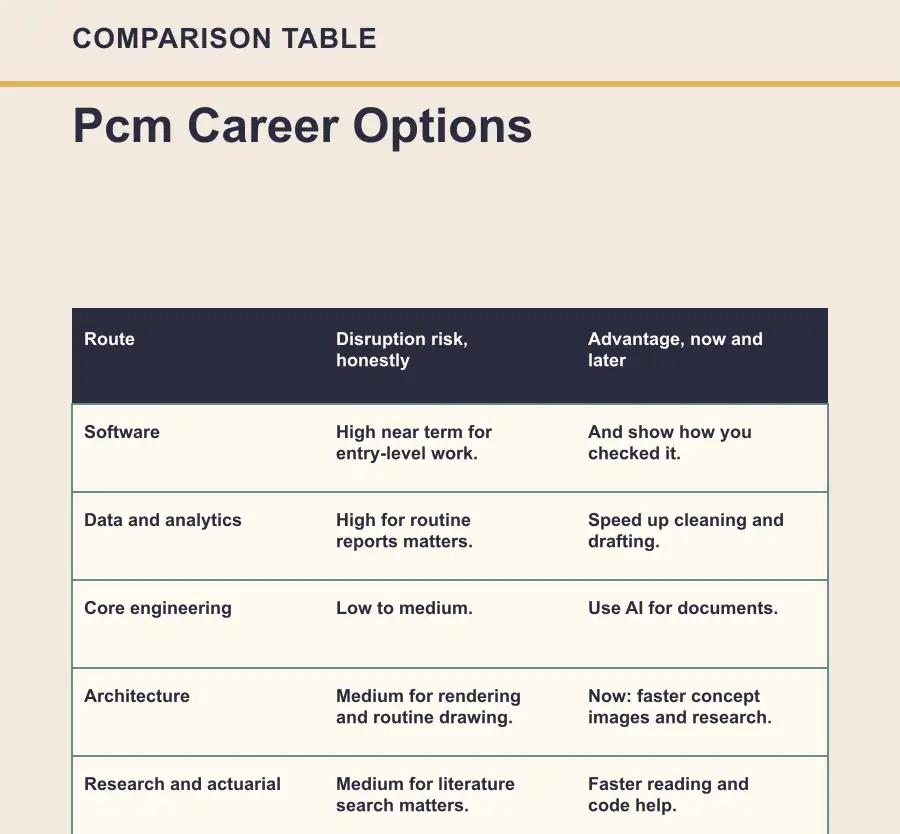 COMPARISON TABLE
Pcm Career Options
Route
Disruption risk,
honestly
Advantage, now and
later
Software
High near term for
entry-level work.
And show how you
checked it.
Data and analytics
High for routine
reports matters.
Speed up cleaning and
drafting.
Core engineering
Low to medium.
Use AI for documents.
Architecture
Medium for rendering
and routine drawing.
Now: faster concept
images and research.
Research and actuarial
Medium for literature
search matters.
Faster reading and
code help.